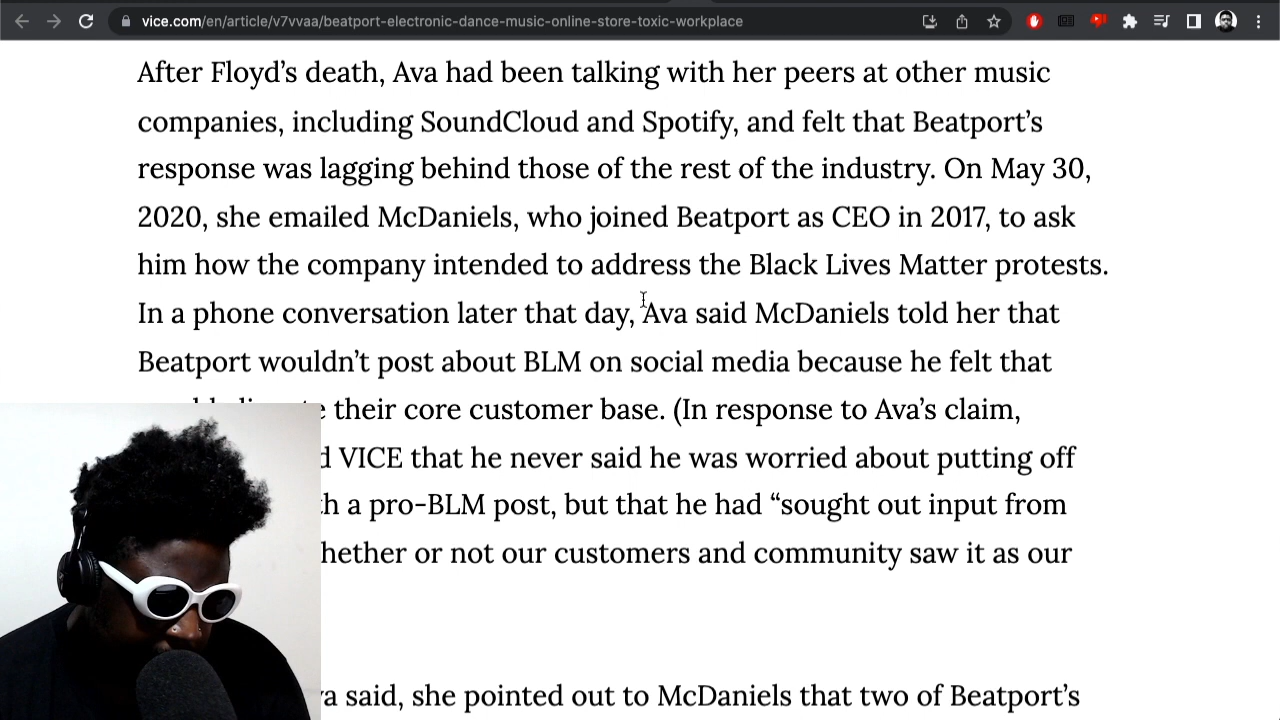 vice.com/en/article/v7vvaa/beatport-electronic-dance-music-online-store-toxic-workplace
After Floyd’s death, Ava had been talking with her peers at other music
companies, including SoundCloud and Spotify, and felt that Beatport’s
response was lagging behind those of the rest of the industry. On May 30,
2020, she emailed McDaniels, who joined Beatport as CEO in 2017, to ask
him how the company intended to address the Black Lives Matter protests.
In a phone conversation later that day, Ava said McDaniels told her that
Beatport wouldn’t post about BLM on social media because he felt that
their core customer base. (In response to Ava’s claim,
VICE that he never said he was worried about putting off
a pro-BLM post, but that he had “sought out input from
or not our customers and community saw it as our
said, she pointed out to McDaniels that two of Beatport’s